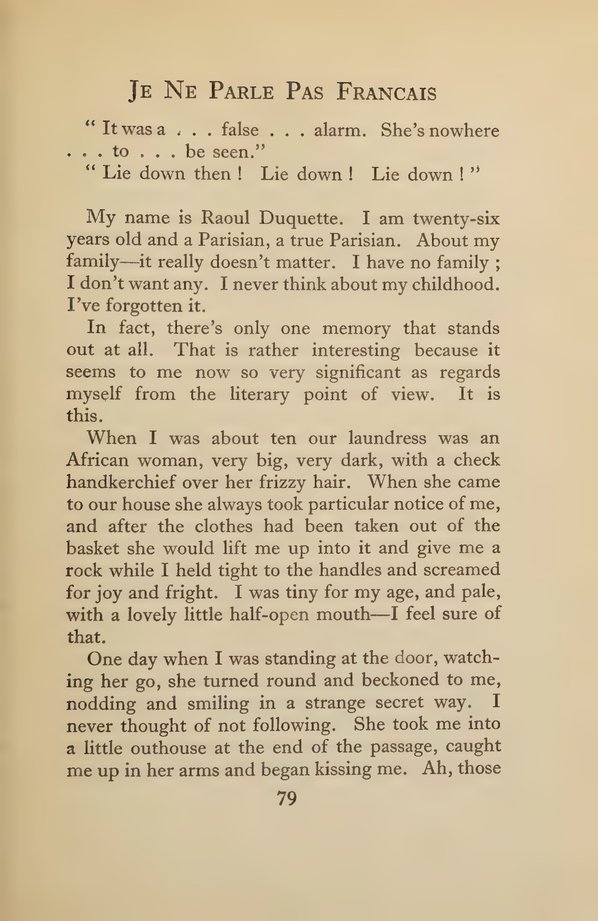 Je Ne Parle Pas Francais
“ It was a . . . false . . . alarm. She’s nowhere
. . . to . . . be seen.”
“ Lie down then ! Lie down ! Lie down ! ”
My name is Raoul Duquette. I am twenty-six
years old and a Parisian, a true Parisian. About my
family—it really doesn’t matter. I have no family ;
I don’t want any. I never think about my childhood.
I’ve forgotten it.
In fact, there’s only one memory that stands
out at all. That is rather interesting because it
seems to me now so very significant as regards
myself from the literary point of view. It is
this.
When I was about ten our laundress was an
African woman, very big, very dark, with a check
handkerchief over her frizzy hair. When she came
to our house she always took particular notice of me,
and after the clothes had been taken out of the
basket she would lift me up into it and give me a
rock while I held tight to the handles and screamed
for joy and fright. I was tiny for my age, and pale,
with a lovely little half-open mouth—I feel sure of
that.
One day when I was standing at the door, watch-
ing her go, she turned round and beckoned to me,
nodding and smiling in a strange secret way. I
never thought of not following. She took me into
a little outhouse at the end of the passage, caught
me up in her arms and began kissing me. Ah, those
79